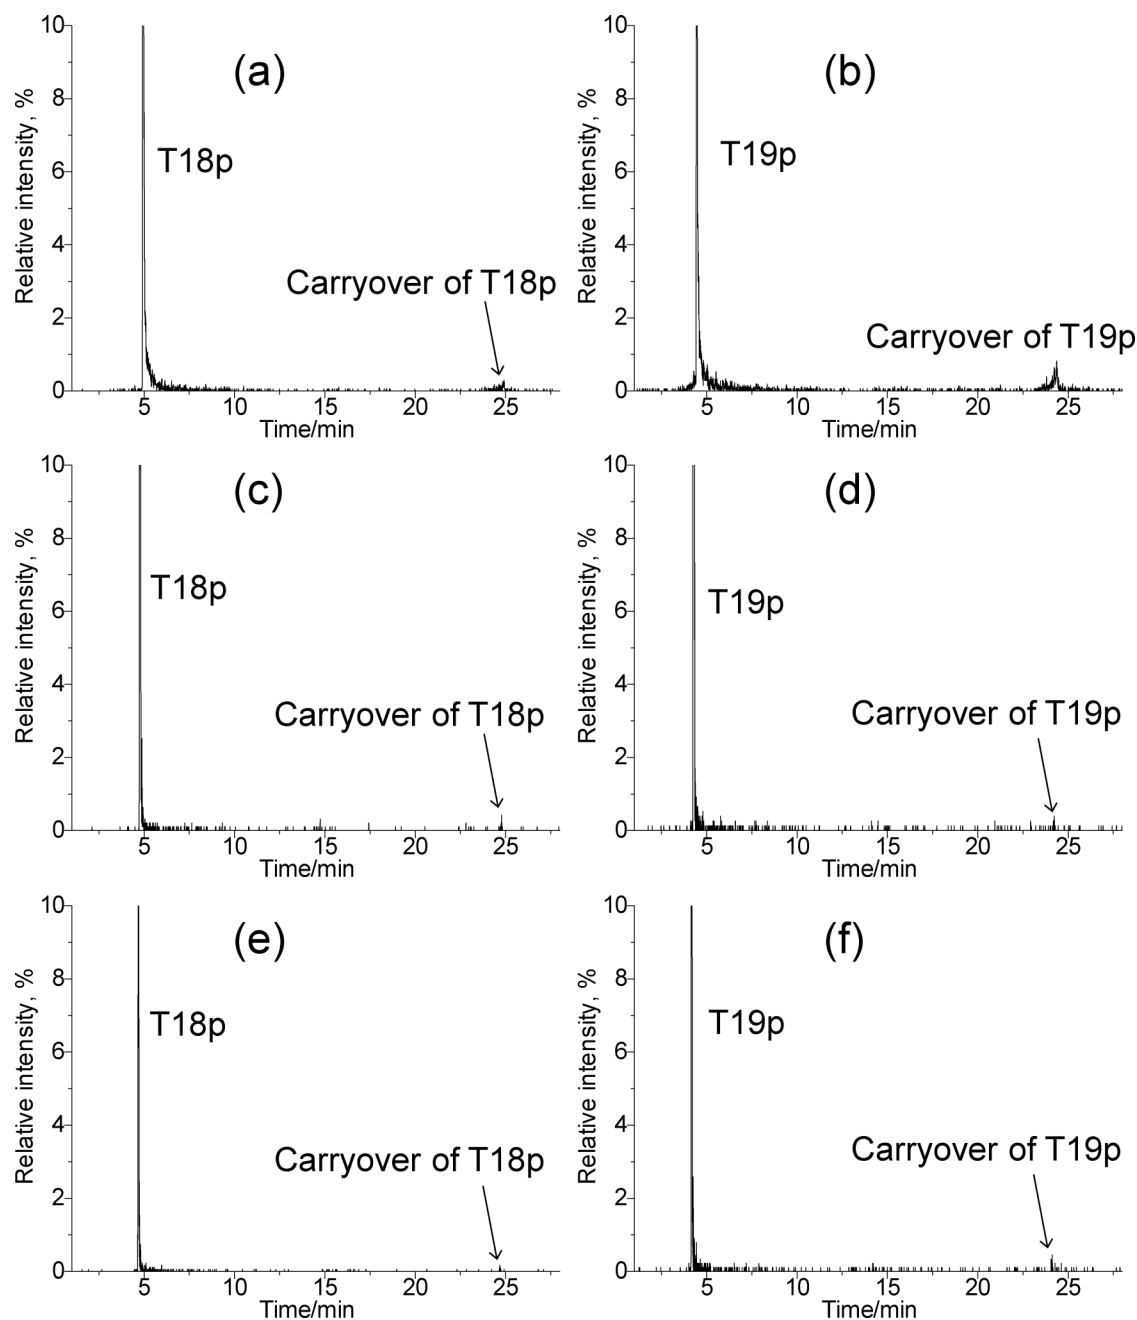 (a)
Relative intensity, %
10
8
6
4
2
0
T18p
Carryover of T18p
5 10 15 20 25
Time/min
(b)
Relative intensity, %
10
8
6
4
2
0
T19p
Carryover of T19p
5 10 15 20 25
Time/min
(c)
Relative intensity, %
10
8
6
4
2
0
T18p
Carryover of T18p
5 10 15 20 25
Time/min
(d)
Relative intensity, %
10
8
6
4
2
0
T19p
Carryover of T19p
5 10 15 20 25
Time/min
(e)
Relative intensity, %
10
8
6
4
2
0
T18p
Carryover of T18p
5 10 15 20 25
Time/min
(f)
Relative intensity, %
10
8
6
4
2
0
T19p
Carryover of T19p
5 10 15 20 25
Time/min